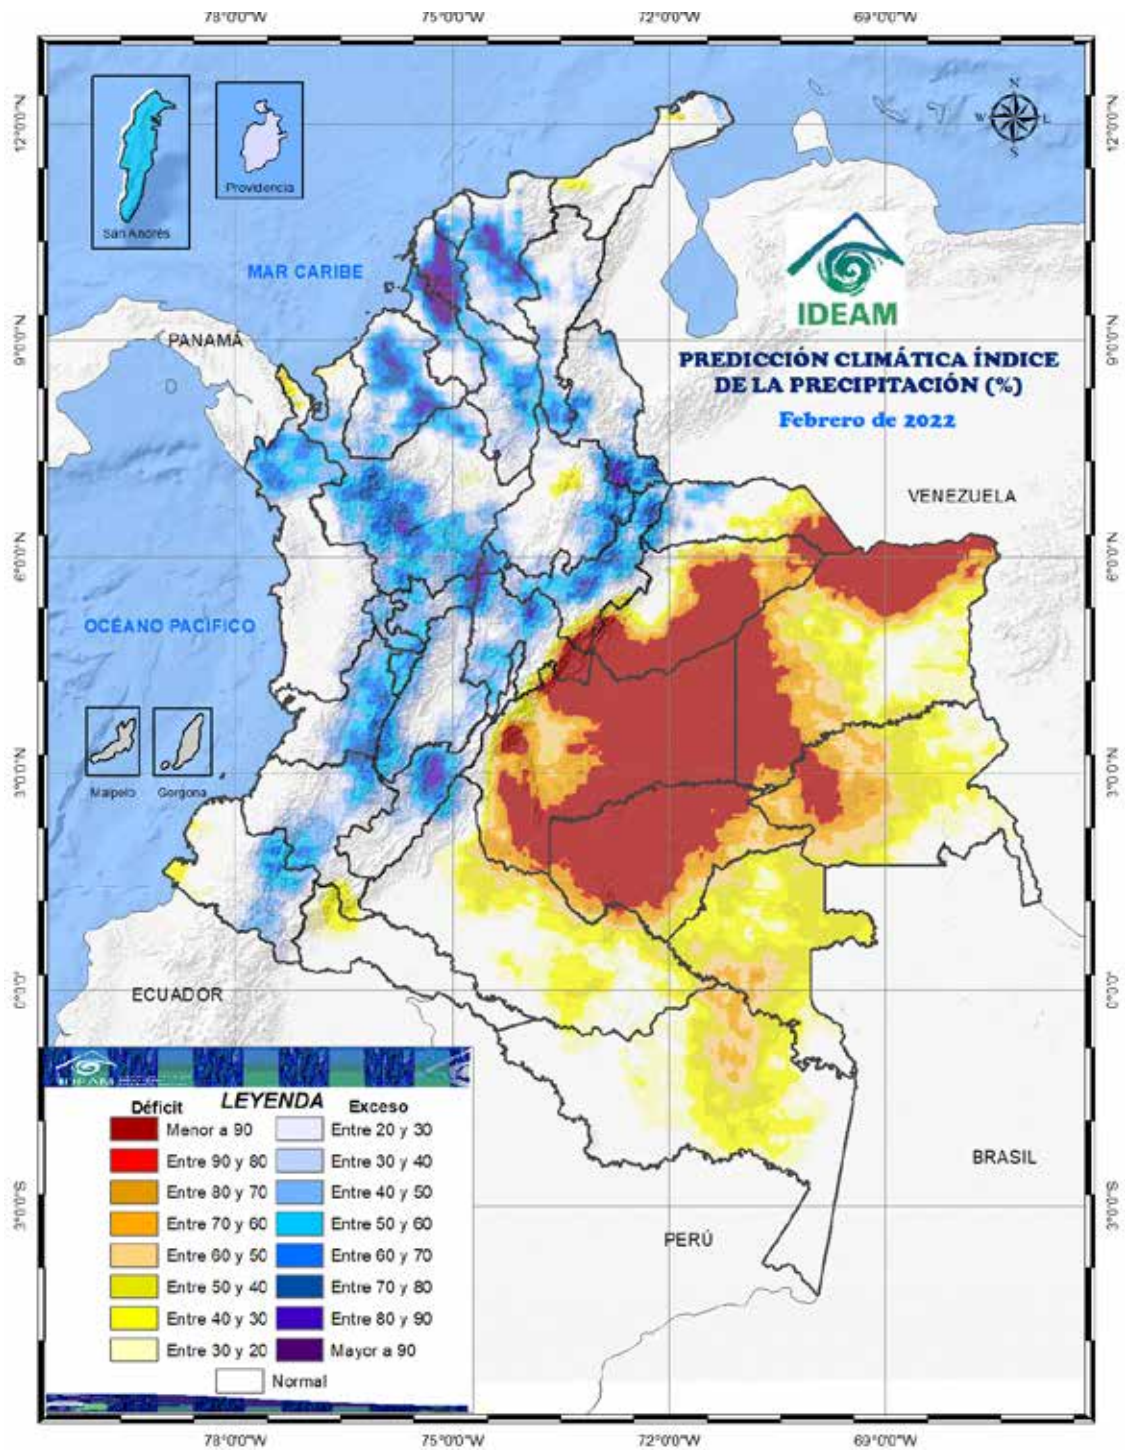 78°0'0"W 75°0'0"W 72°0'0"W 69°0'0"W
12°0'0"N
12°0'0"N
N
W L
S
Providencia
San Andrés
MAR CARIBE
IDEAM
PANAMÁ
9°0'0"N
9°0'0"N
PREDICCIÓN CLIMÁTICA ÍNDICE
DE LA PRECIPITACIÓN (%)
Febrero de 2022
VENEZUELA
6°0'0"N
6°0'0"N
OCÉANO PACÍFICO
Malpelo Gorgona
3°0'0"N
3°0'0"N
ECUADOR
0°0'0"
0°0'0"
IDEAM
LEYENDA
Déficit Exceso
Menor a 90 Entre 20 y 30
Entre 90 y 80 Entre 30 y 40
Entre 80 y 70 Entre 40 y 50
Entre 70 y 60 Entre 50 y 60
Entre 60 y 50 Entre 60 y 70
Entre 50 y 40 Entre 70 y 80
Entre 40 y 30 Entre 80 y 90
Entre 30 y 20 Mayor a 90
Normal
BRASIL
PERÚ
3°0'0"S
3°0'0"S
78°0'0"W 75°0'0"W 72°0'0"W 69°0'0"W